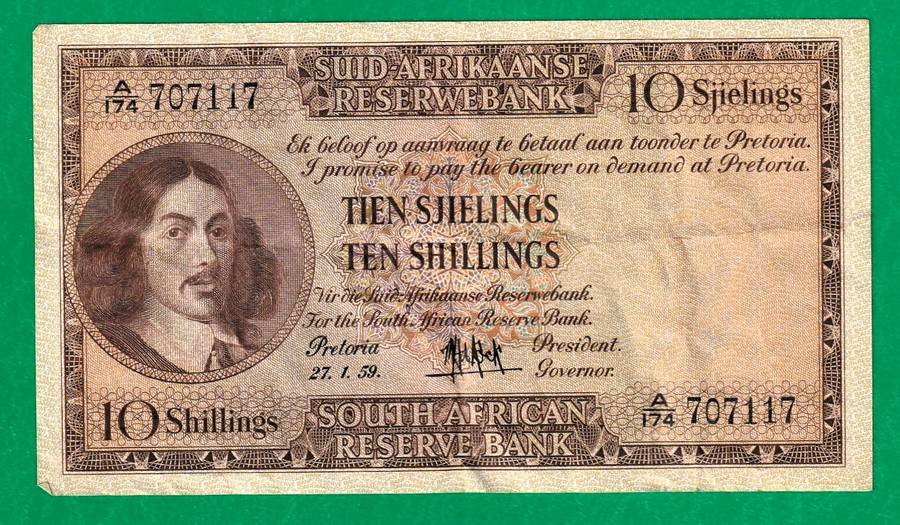 SUID-AFRIKAANSE
RESERWEBANK
A/174 707117
10 Sjielings
Ek beloof op aanvraag te betaal aan toonder te Pretoria.
I promise to pay the bearer on demand at Pretoria.
TIEN SJIELINGS
TEN SHILLINGS
Vir die Suid-Afrikaanse Reserwebank.
For the South African Reserve Bank.
Pretoria
President.
27. 1. 59.
Governor.
10 Shillings
SOUTH AFRICAN
RESERVE BANK
A/174 707117